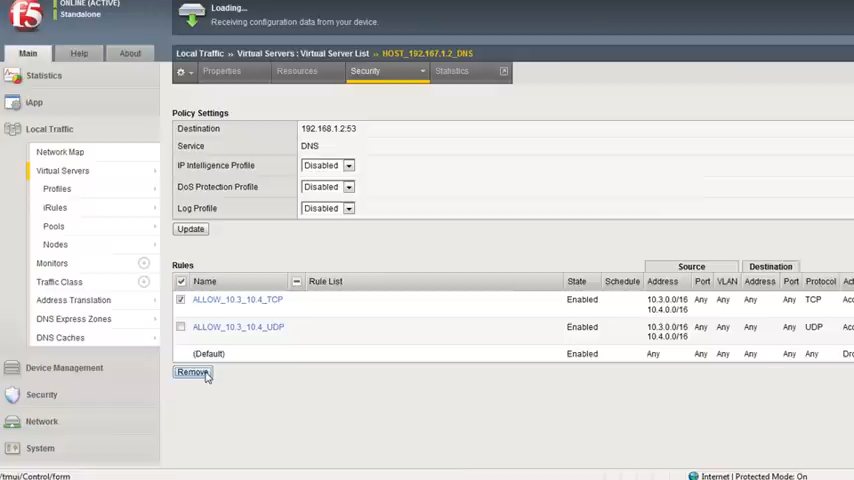 f5
ONLINE (ACTIVE)
Standalone
Loading...
Receiving configuration data from your device.
Main
Help
About
Local Traffic » Virtual Servers : Virtual Server List » HOST_192.167.1.2_DNS
Statistics
iApp
Local Traffic
Network Map
Virtual Servers
Profiles
iRules
Pools
Nodes
Monitors
Traffic Class
Address Translation
DNS Express Zones
DNS Caches
Device Management
Security
Network
System
Properties
Resources
Security
Statistics
Policy Settings
Destination 192.168.1.2:53
Service DNS
IP Intelligence Profile Disabled
DoS Protection Profile Disabled
Log Profile Disabled
Update
Rules
Source Destination
Name Rule List State Schedule Address Port VLAN Address Port Protocol
ALLOW_10.3_10.4_TCP Enabled 10.3.0.0/16 Any Any Any Any TCP
10.4.0.0/16
ALLOW_10.3_10.4_UDP Enabled 10.3.0.0/16 Any Any Any Any UDP
10.4.0.0/16
(Default) Enabled Any Any Any Any Any
Remove
/tmui/Control/form
Internet | Protected Mode: On